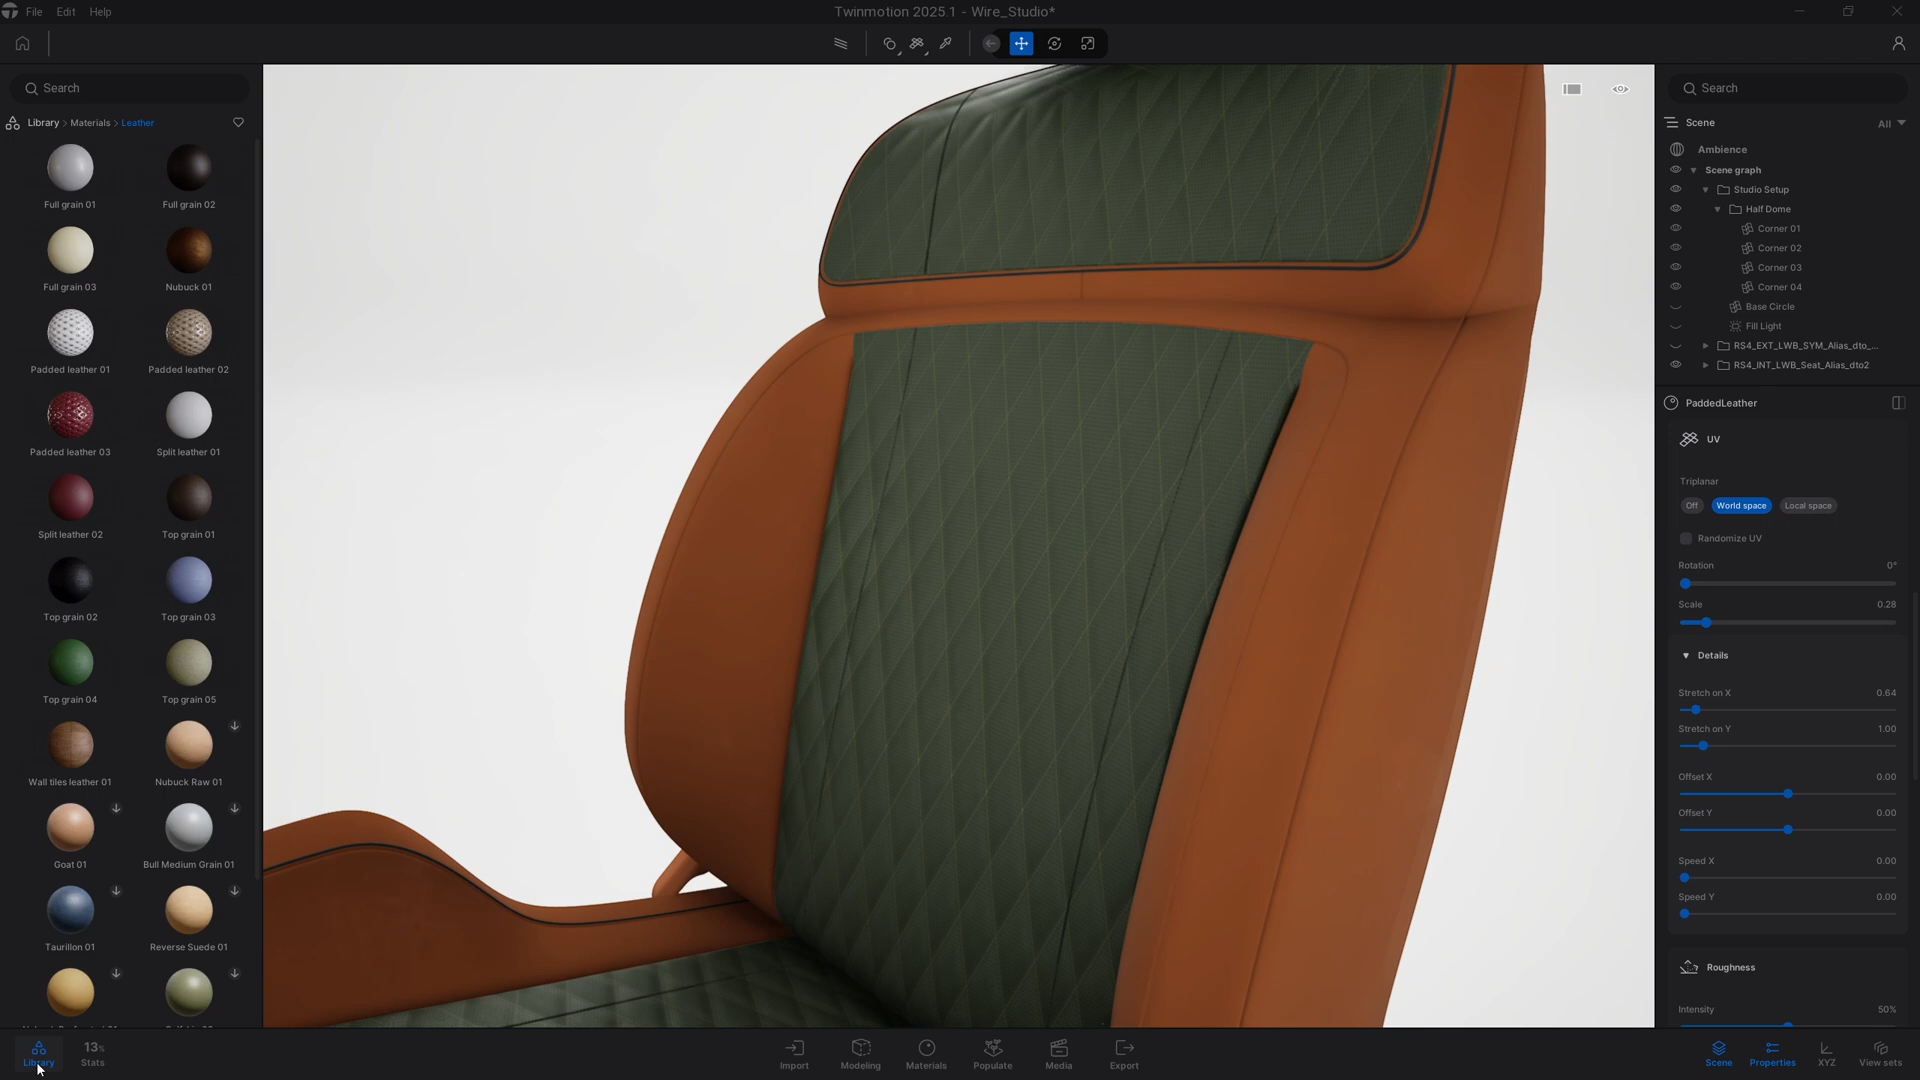 File Edit Help
Twinmotion 2025.1 - Wire_Studio*
Search
Library > Materials > Leather
Full grain 01
Full grain 02
Full grain 03
Nubuck 01
Padded leather 01
Padded leather 02
Padded leather 03
Split leather 01
Split leather 02
Top grain 01
Top grain 02
Top grain 03
Top grain 04
Top grain 05
Wall tiles leather 01
Nubuck Raw 01
Goat 01
Bull Medium Grain 01
Taurillon 01
Reverse Suede 01
Library
13% Stats
Import
Modeling
Materials
Populate
Media
Export
Search
Scene
All
Ambience
Scene graph
Studio Setup
Half Dome
Corner 01
Corner 02
Corner 03
Corner 04
Base Circle
Fill Light
RS4_EXT_LWB_SYM_Alias_dto_...
RS4_INT_LWB_Seat_Alias_dto2
PaddedLeather
UV
Triplanar
Off World space Local space
Randomize UV
Rotation 0°
Scale 0.28
Details
Stretch on X 0.64
Stretch on Y 1.00
Offset X 0.00
Offset Y 0.00
Speed X 0.00
Speed Y 0.00
Roughness
Intensity 50%
Scene
Properties
XYZ
View sets